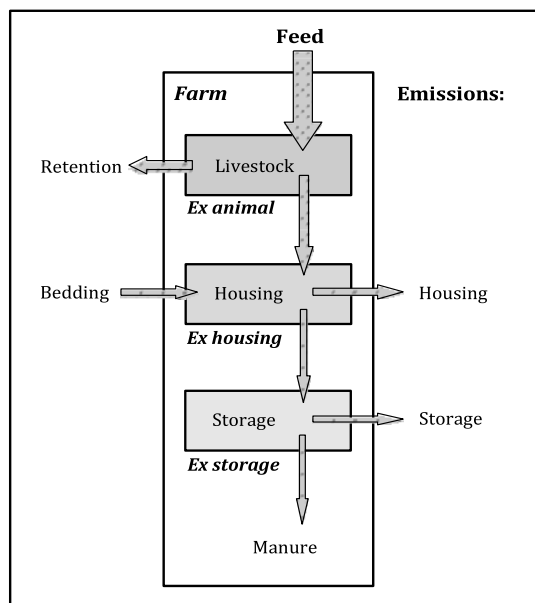 Feed
Farm
Emissions:
Retention
Livestock
Ex animal
Bedding
Housing
Housing
Ex housing
Storage
Storage
Ex storage
Manure